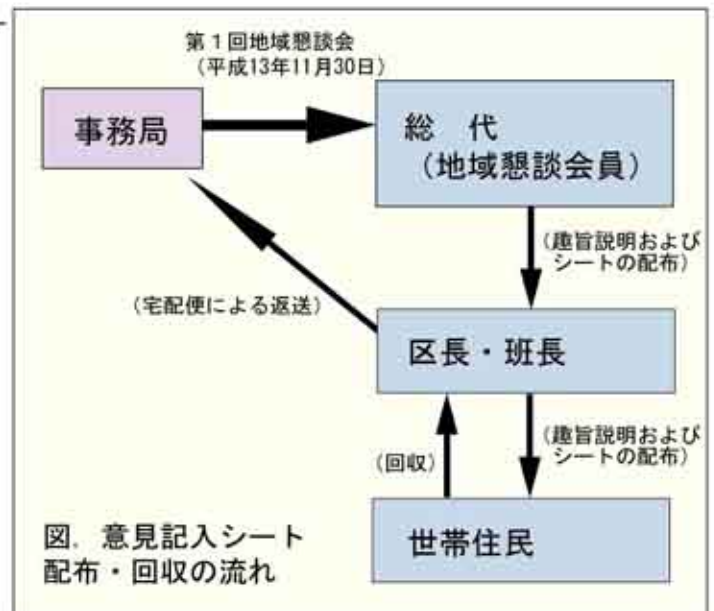 第1回地域懇談会
（平成13年11月30日）
事務局
総　代
（地域懇談会員）
（趣旨説明および
シートの配布）
（宅配便による返送）
区長・班長
（趣旨説明および
シートの配布）
（回収）
世帯住民
図．意見記入シート
配布・回収の流れ